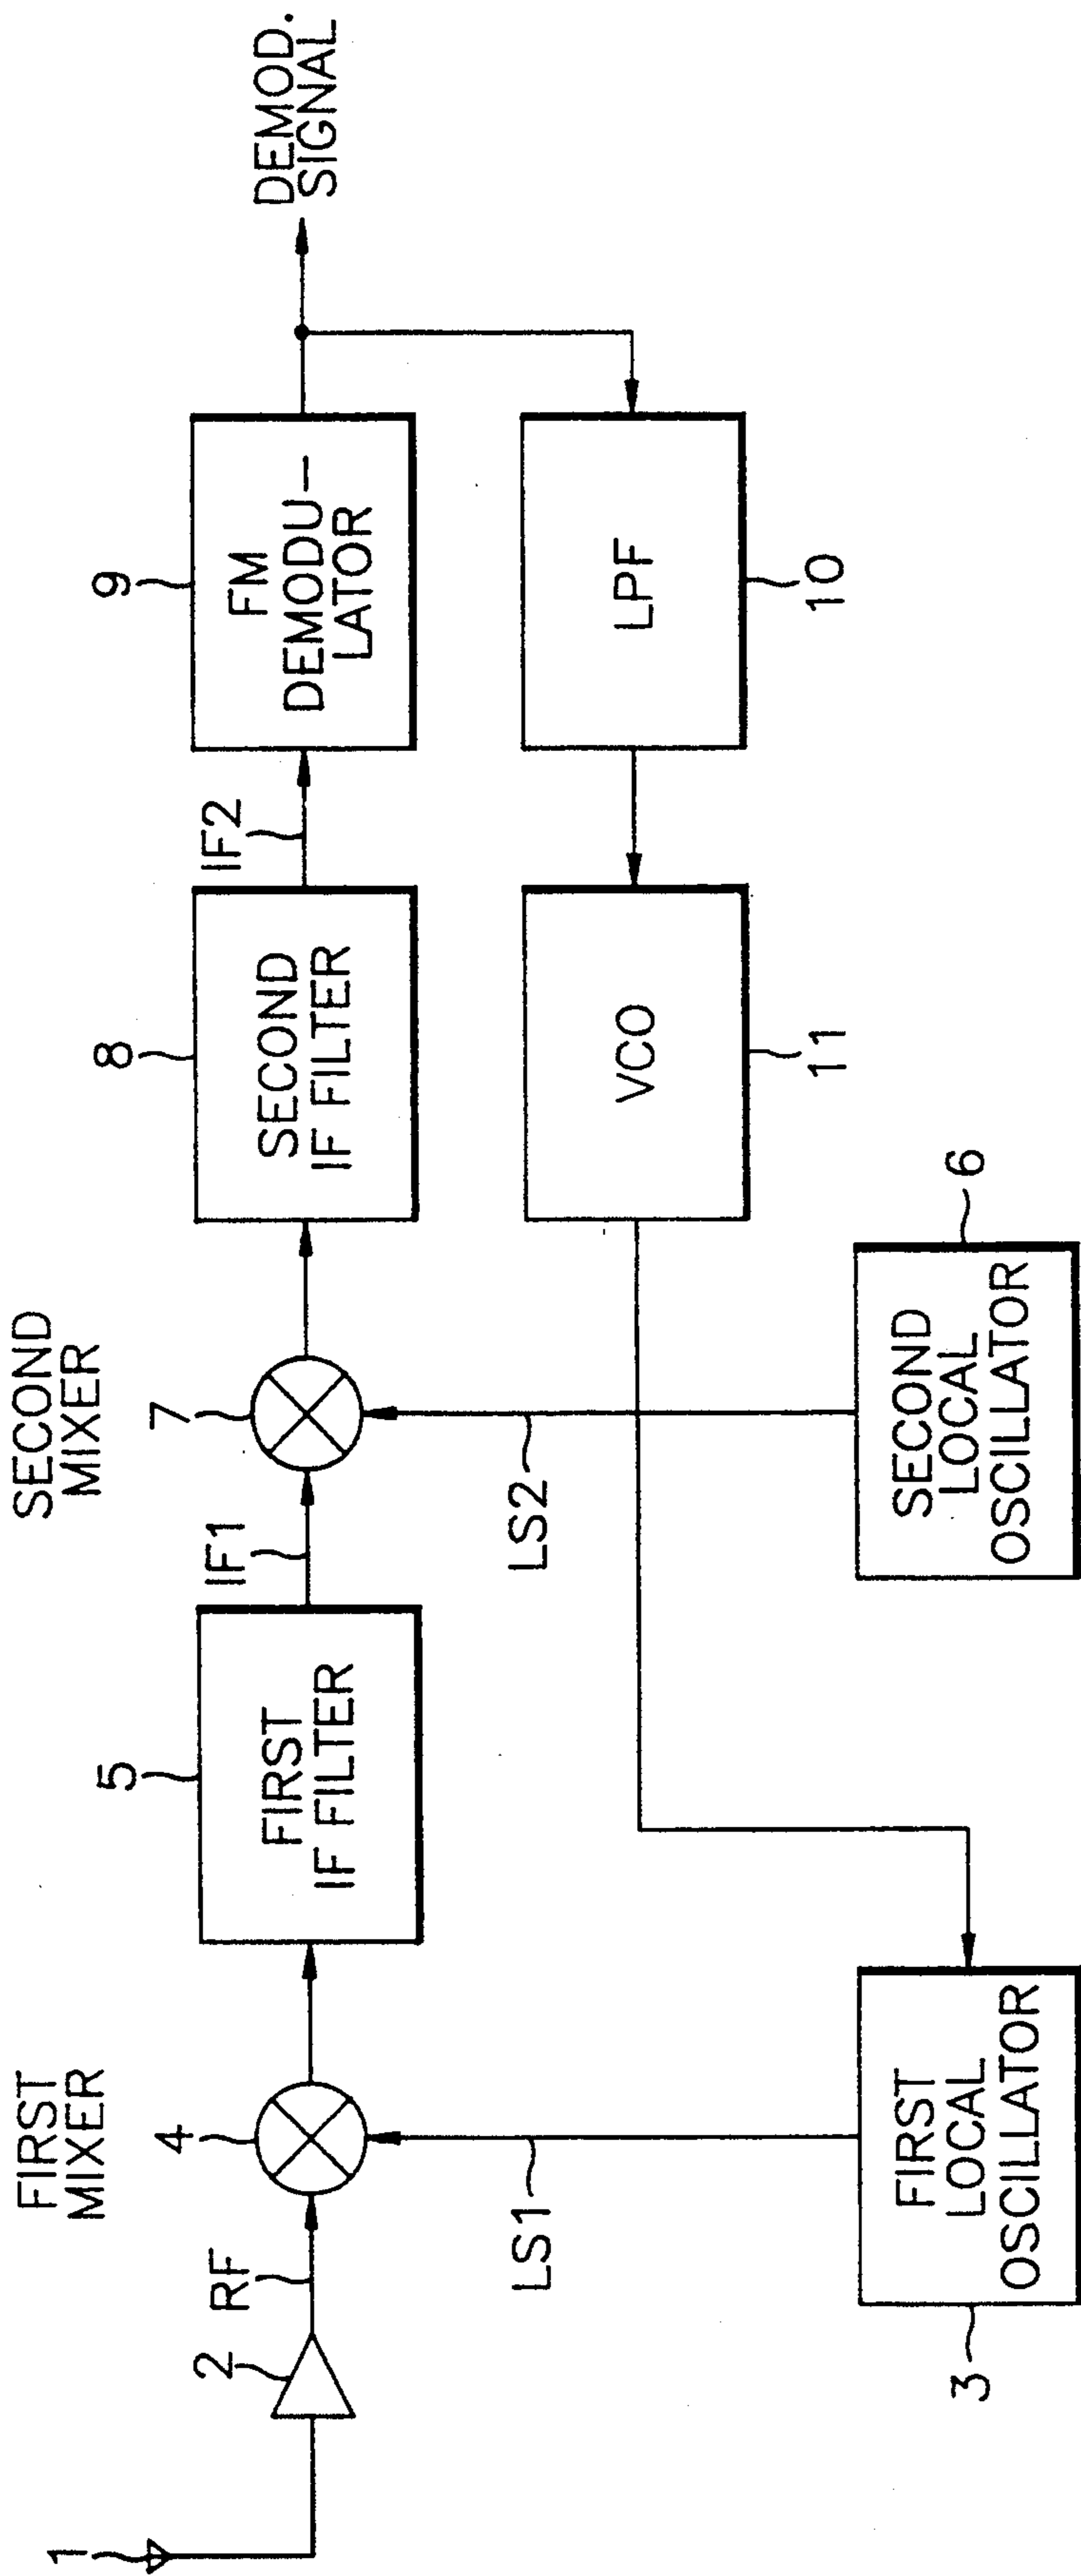 FIRST
MIXER
SECOND
MIXER
1
2
RF
4
5
FIRST
IF FILTER
IF1
7
8
SECOND
IF FILTER
IF2
9
FM
DEMODU-
LATOR
DEMOD.
SIGNAL
LS1
LS2
VCO
11
LPF
10
3
FIRST
LOCAL
OSCILLATOR
SECOND
LOCAL
OSCILLATOR
6